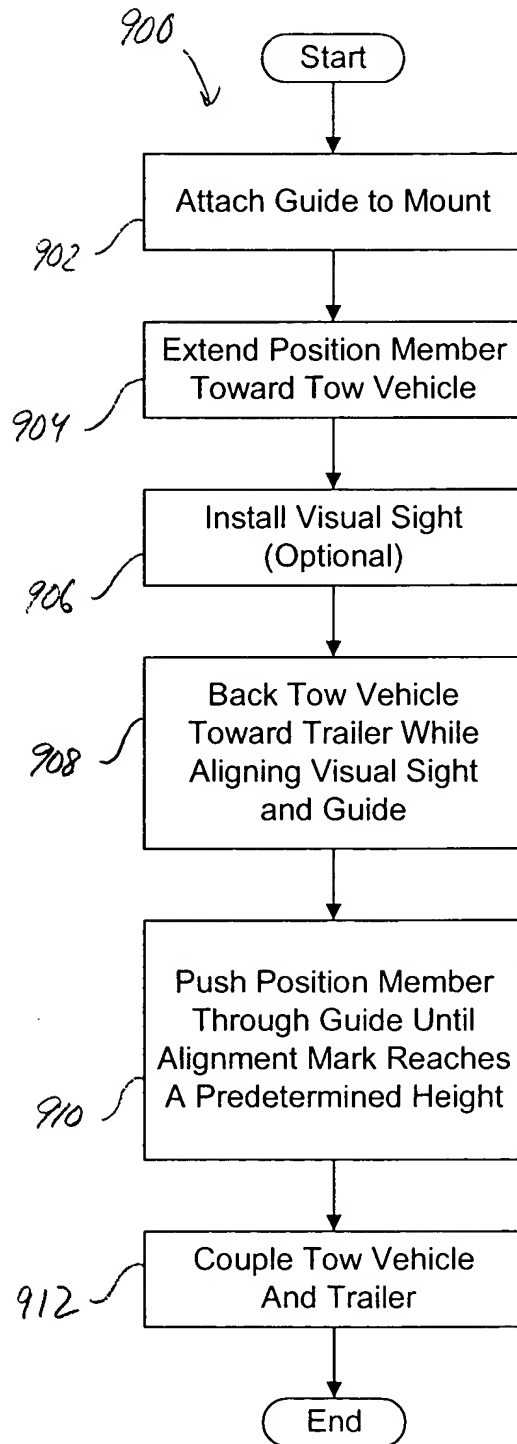 900
Start
Attach Guide to Mount
902
Extend Position Member
Toward Tow Vehicle
904
Install Visual Sight
(Optional)
906
Back Tow Vehicle
Toward Trailer While
Aligning Visual Sight
and Guide
908
Push Position Member
Through Guide Until
Alignment Mark Reaches
A Predetermined Height
910
Couple Tow Vehicle
And Trailer
912
End